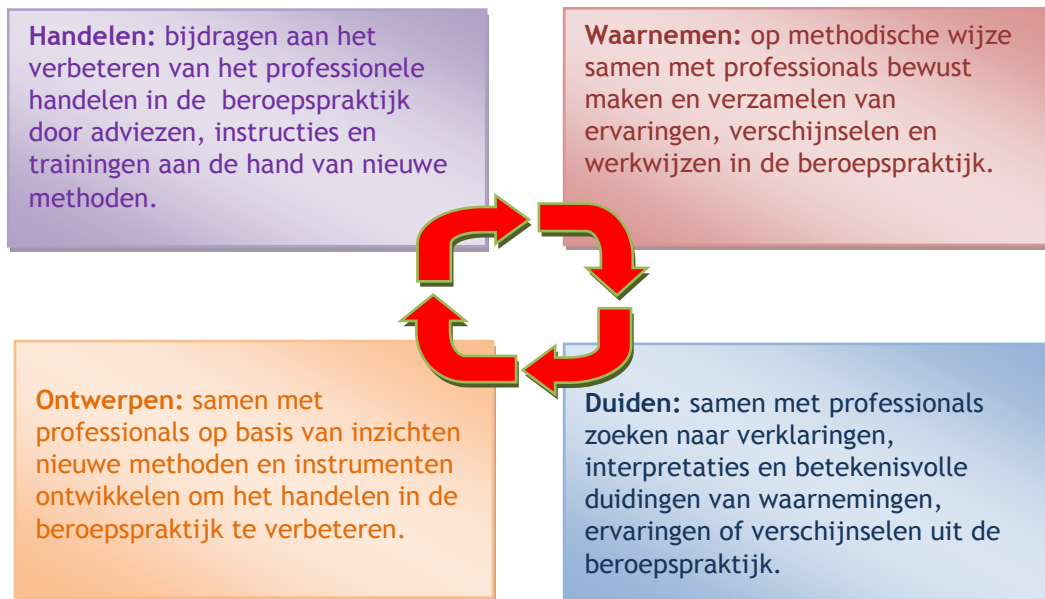 Handelen: bijdragen aan het
verbeteren van het professionele
handelen in de beroepspraktijk
door adviezen, instructies en
trainingen aan de hand van nieuwe
methoden.
Waarnemen: op methodische wijze
samen met professionals bewust
maken en verzamelen van
ervaringen, verschijnselen en
werkwijzen in de beroepspraktijk.
Ontwerpen: samen met
professionals op basis van inzichten
nieuwe methoden en instrumenten
ontwikkelen om het handelen in de
beroepspraktijk te verbeteren.
Duiden: samen met professionals
zoeken naar verklaringen,
interpretaties en betekenisvolle
duidingen van waarnemingen,
ervaringen of verschijnselen uit de
beroepspraktijk.